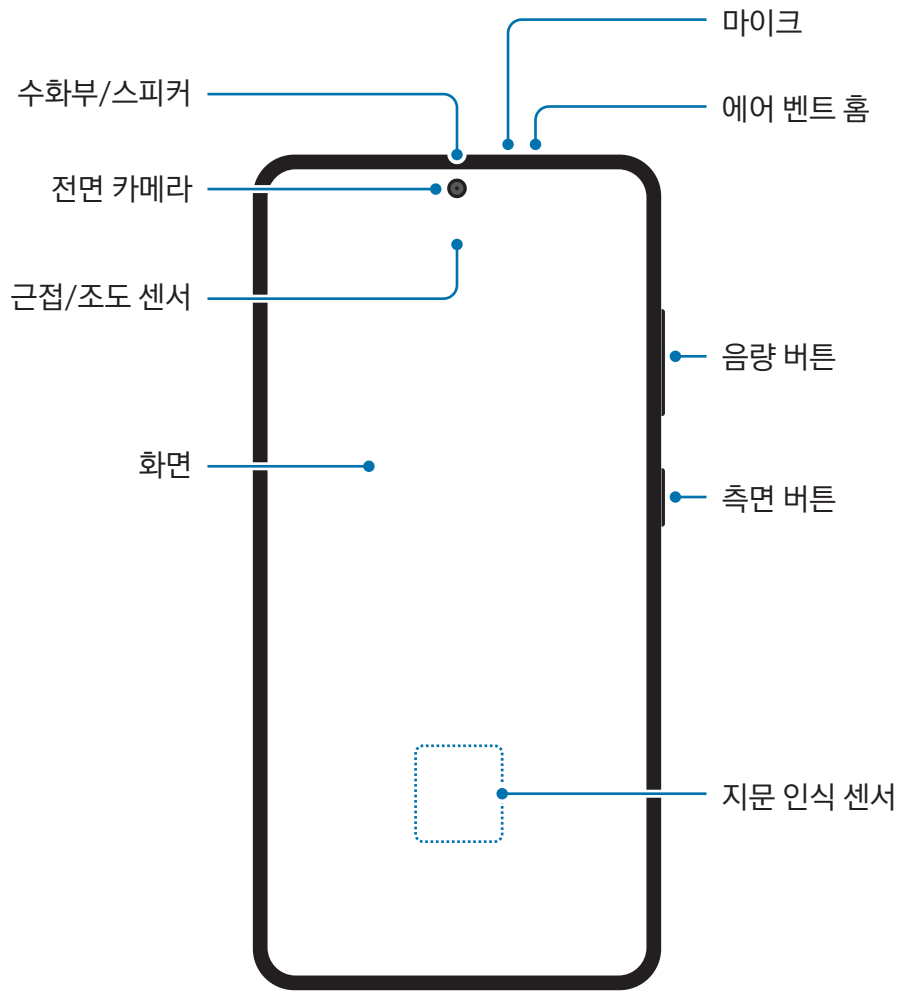 마이크
수화부/스피커
에어 벤트 홈
전면 카메라
근접/조도 센서
음량 버튼
화면
측면 버튼
지문 인식 센서